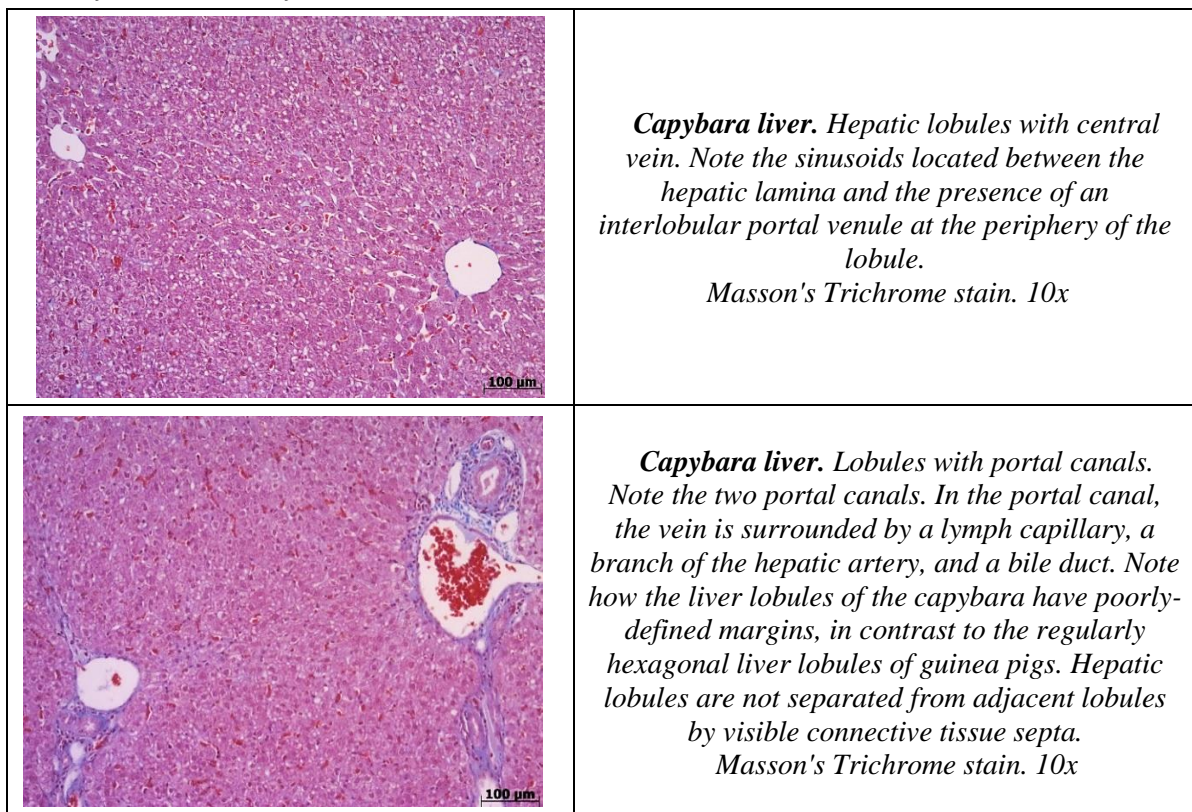 Capybara liver. Hepatic lobules with central
vein. Note the sinusoids located between the
hepatic lamina and the presence of an
interlobular portal venule at the periphery of the
lobule.
Masson's Trichrome stain. 10x
100 µm
Capybara liver. Lobules with portal canals.
Note the two portal canals. In the portal canal,
the vein is surrounded by a lymph capillary, a
branch of the hepatic artery, and a bile duct. Note
how the liver lobules of the capybara have poorly-
defined margins, in contrast to the regularly
hexagonal liver lobules of guinea pigs. Hepatic
lobules are not separated from adjacent lobules
by visible connective tissue septa.
Masson's Trichrome stain. 10x
100 µm